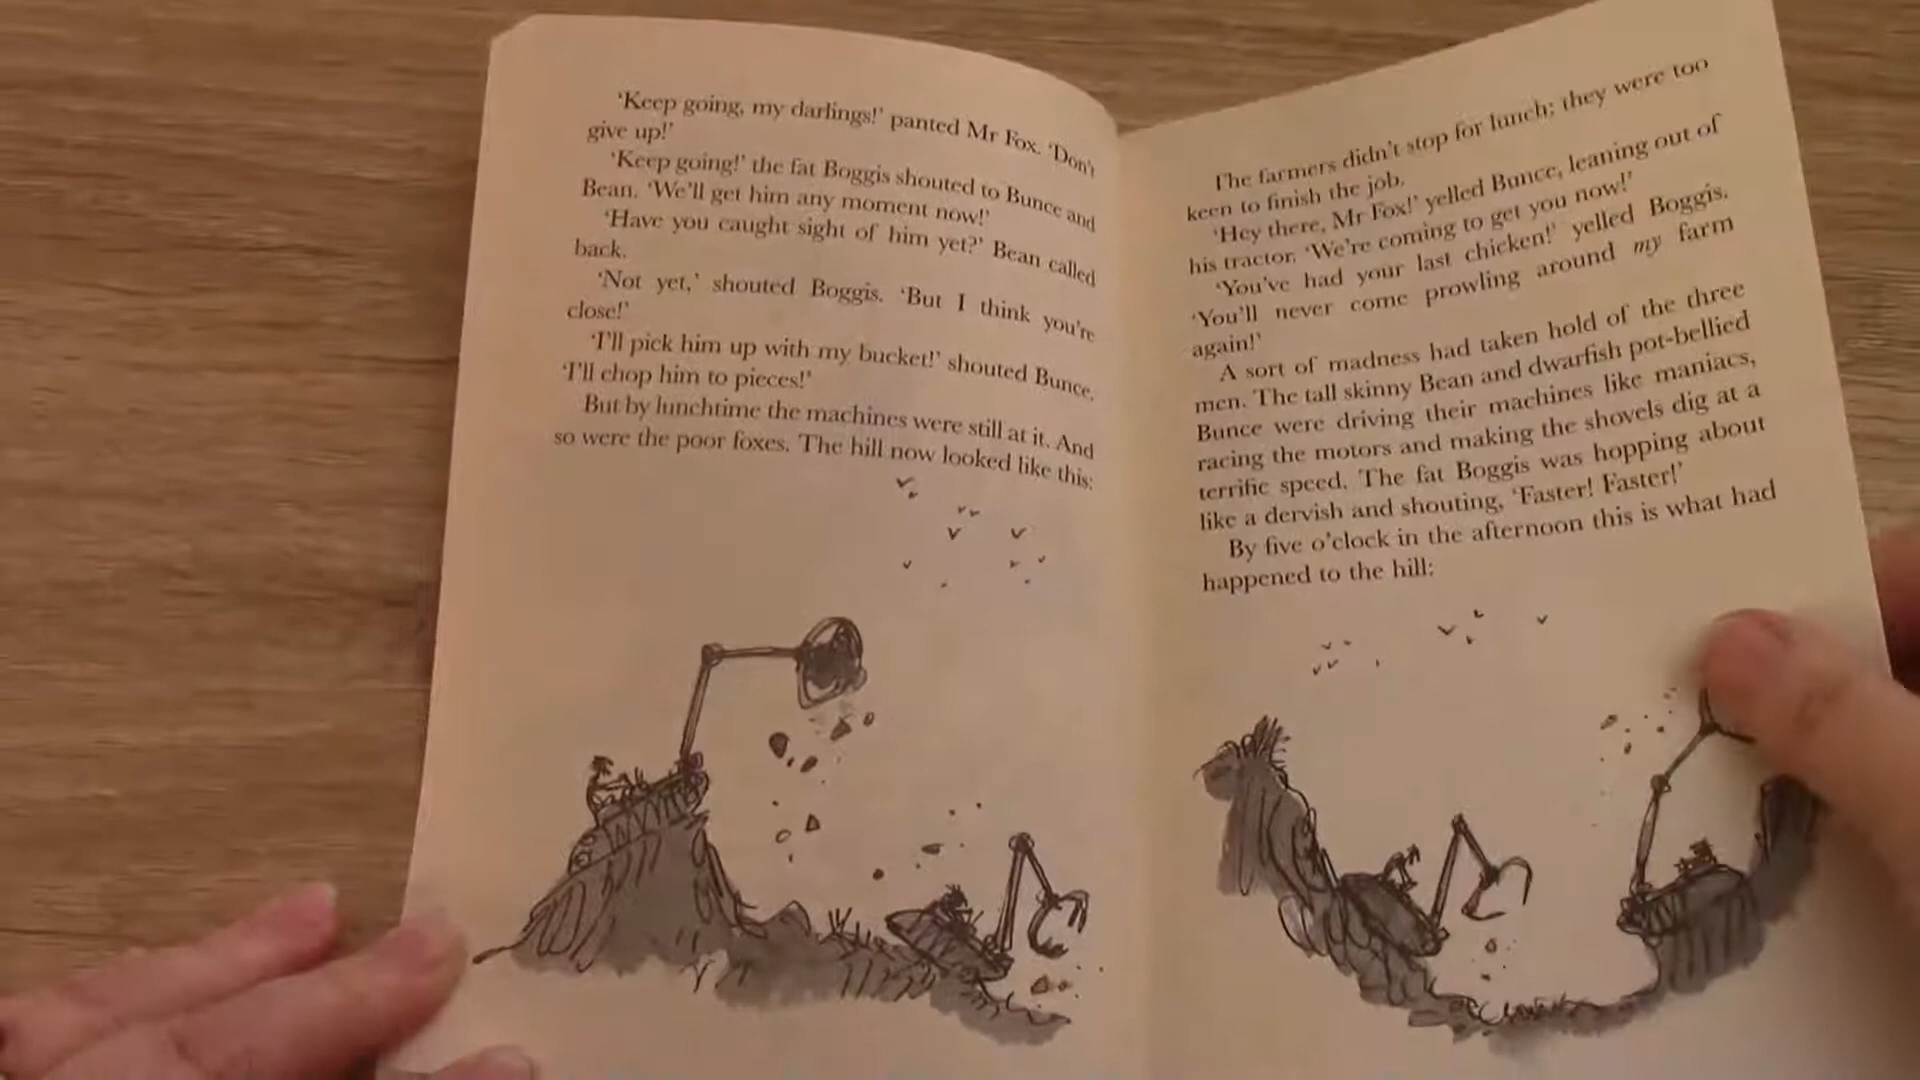 ‘Keep going, my darlings!’ panted Mr Fox. ‘Don’t
give up!’
‘Keep going!’ the fat Boggis shouted to Bunce and
Bean. ‘We’ll get him any moment now!’
‘Have you caught sight of him yet?’ Bean called
back.
‘Not yet,’ shouted Boggis. ‘But I think you’re
close!’
‘I’ll pick him up with my bucket!’ shouted Bunce.
‘I’ll chop him to pieces!’
But by lunchtime the machines were still at it. And
so were the poor foxes. The hill now looked like this:
The farmers didn’t stop for lunch; they were too
keen to finish the job.
‘Hey there, Mr Fox!’ yelled Bunce, leaning out of
his tractor. ‘We’re coming to get you now!’
‘You’ve had your last chicken!’ yelled Boggis.
‘You’ll never come prowling around my farm
again!’
A sort of madness had taken hold of the three
men. The tall skinny Bean and dwarfish pot-bellied
Bunce were driving their machines like maniacs,
racing the motors and making the shovels dig at a
terrific speed. The fat Boggis was hopping about
like a dervish and shouting, ‘Faster! Faster!’
By five o’clock in the afternoon this is what had
happened to the hill: